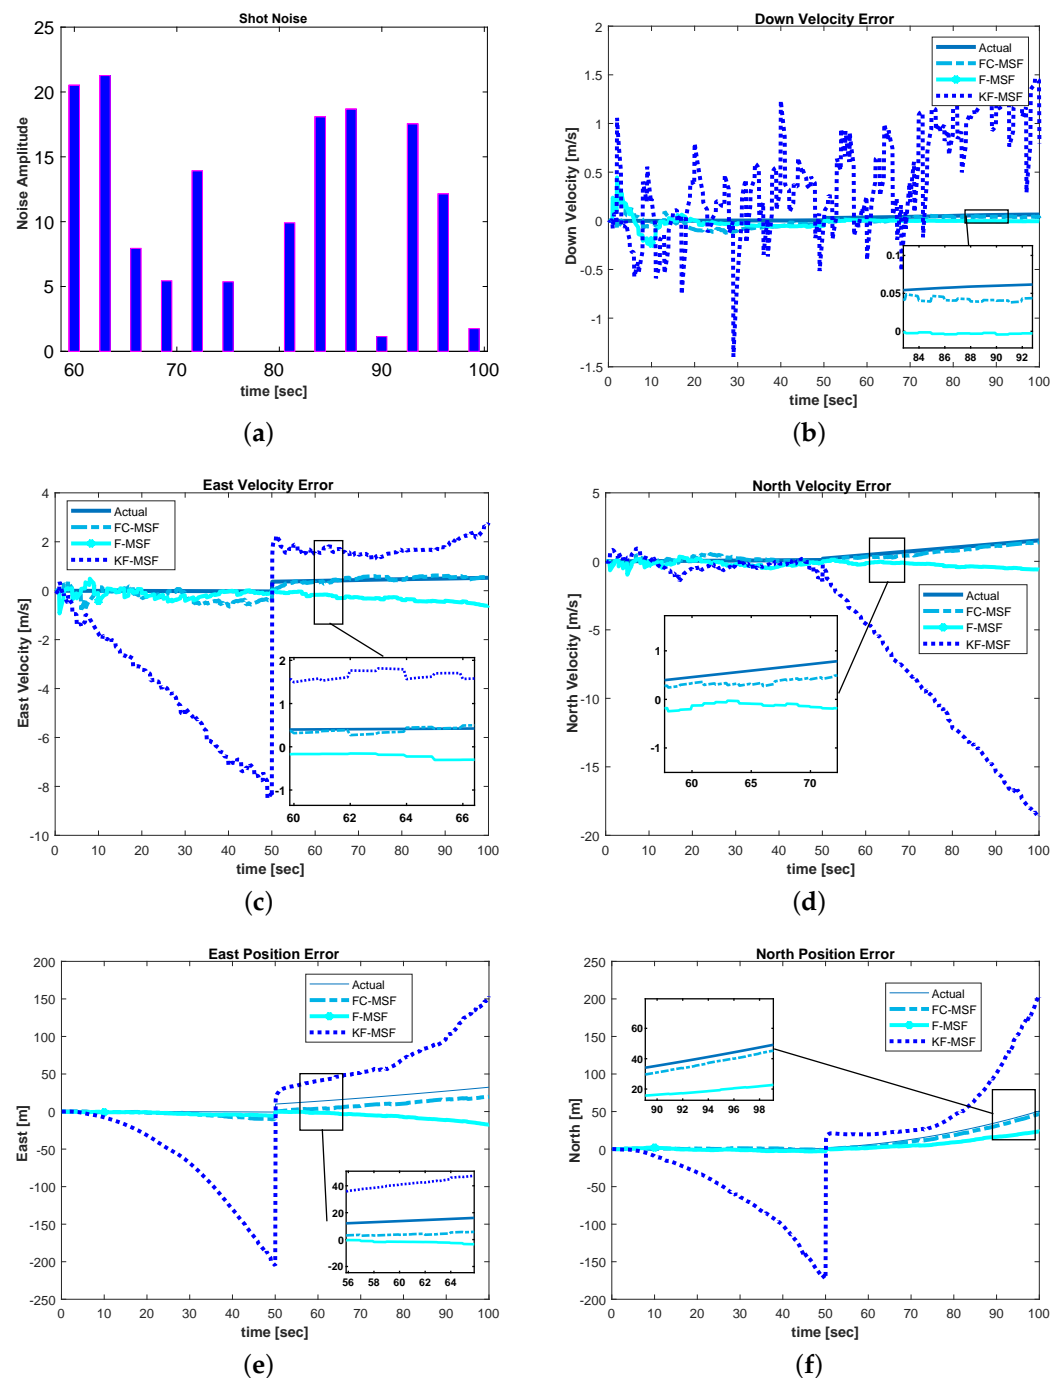 Shot Noise
25
20
15
10
5
0
60
70
80
90
100
Noise Amplitude
time [sec]
(a)
Down Velocity Error
2
1.5
1
0.5
0
-0.5
-1
-1.5
0 10 20 30 40 50 60 70 80 90 100
Down Velocity [m/s]
time [sec]
Actual
FC-MSF
F-MSF
KF-MSF
0.1
0.05
0
84 86 88 90 92
(b)
East Velocity Error
4
2
0
-2
-4
-6
-8
-10
0 10 20 30 40 50 60 70 80 90 100
East Velocity [m/s]
time [sec]
Actual
FC-MSF
F-MSF
KF-MSF
2
1
0
-1
60 62 64 66
(c)
North Velocity Error
5
0
-5
-10
-15
-20
0 10 20 30 40 50 60 70 80 90 100
North Velocity [m/s]
time [sec]
Actual
FC-MSF
F-MSF
KF-MSF
1
0
-1
60 65 70
(d)
East Position Error
200
150
100
50
0
-50
-100
-150
-200
-250
0 10 20 30 40 50 60 70 80 90 100
East [m]
time [sec]
Actual
FC-MSF
F-MSF
KF-MSF
40
20
0
-20
56 58 60 62 64
(e)
North Position Error
250
200
150
100
50
0
-50
-100
-150
-200
0 10 20 30 40 50 60 70 80 90 100
North [m]
time [sec]
Actual
FC-MSF
F-MSF
KF-MSF
60
40
20
90 92 94 96 98
(f)